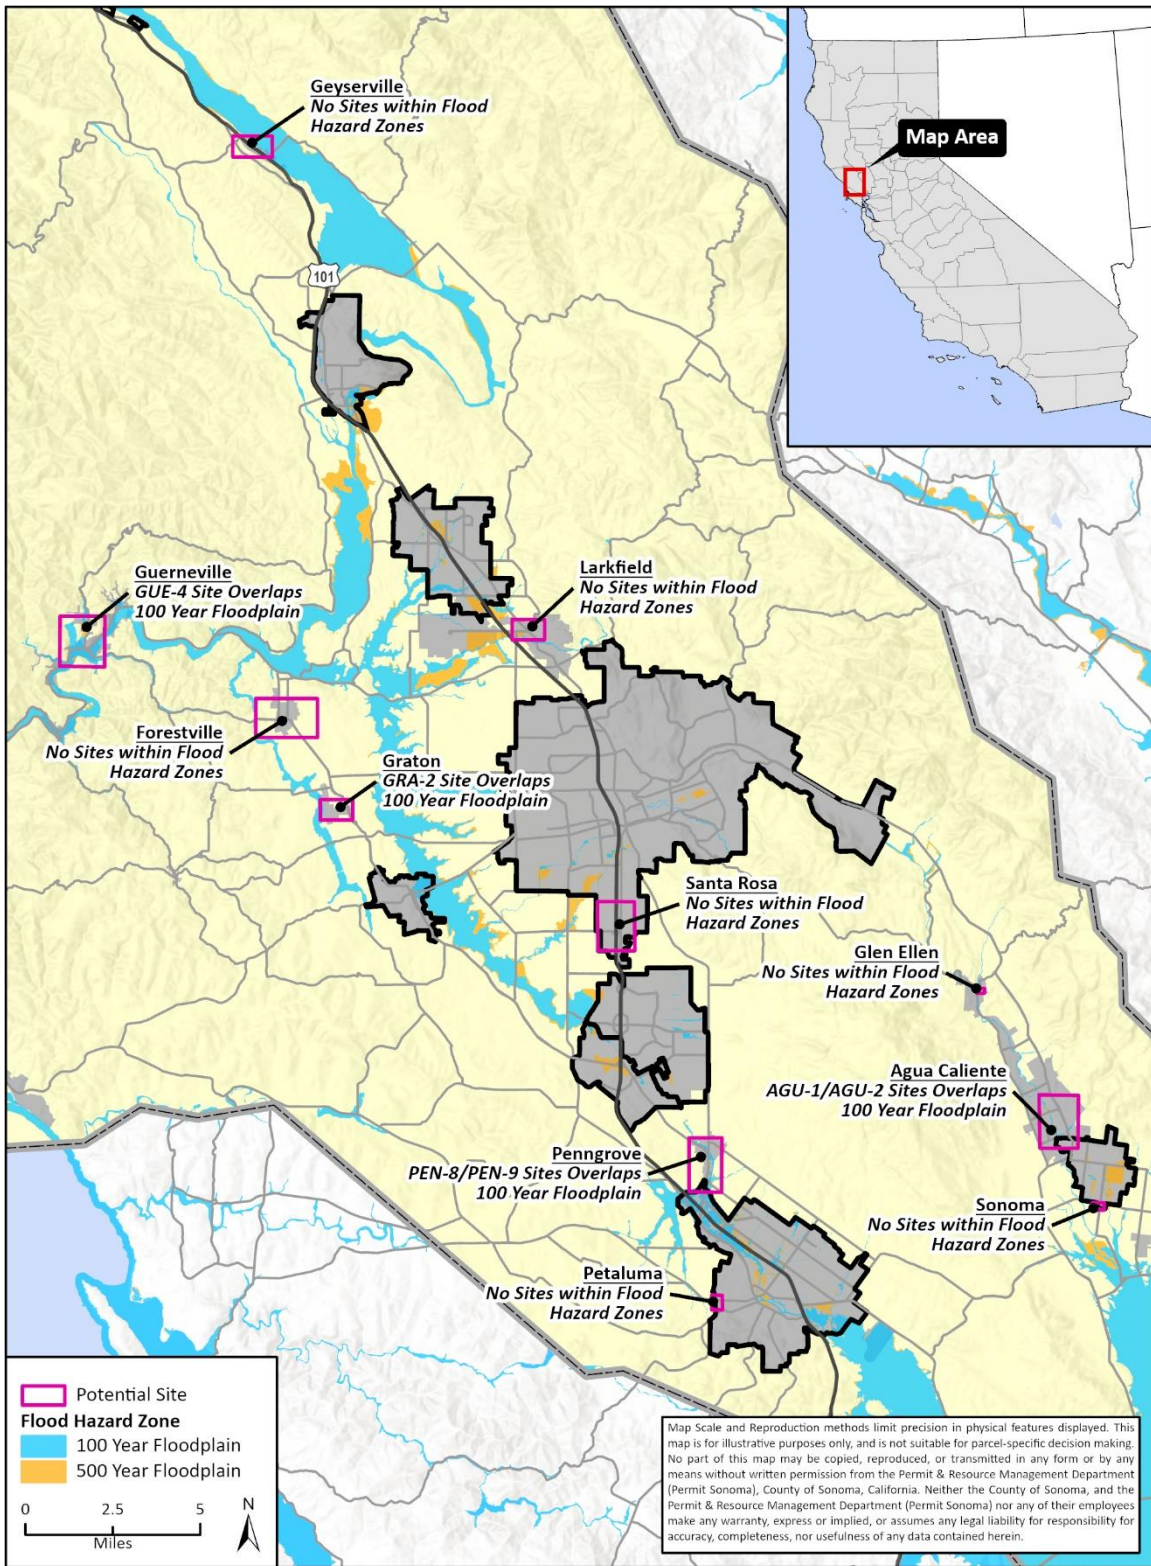 Geyserville
No Sites within Flood
Hazard Zones
Map Area
101
Guerneville
GUE-4 Site Overlaps
100 Year Floodplain
Larkfield
No Sites within Flood
Hazard Zones
Forestville
No Sites within Flood
Hazard Zones
Graton
GRA-2 Site Overlaps
100 Year Floodplain
Santa Rosa
No Sites within Flood
Hazard Zones
Glen Ellen
No Sites within Flood
Hazard Zones
Agua Caliente
AGU-1/AGU-2 Sites Overlaps
100 Year Floodplain
Penngrove
PEN-8/PEN-9 Sites Overlaps
100 Year Floodplain
Sonoma
No Sites within Flood
Hazard Zones
Petaluma
No Sites within Flood
Hazard Zones
Potential Site
Flood Hazard Zone
100 Year Floodplain
500 Year Floodplain
0 2.5 5
Miles
N
Map Scale and Reproduction methods limit precision in physical features displayed. This
map is for illustrative purposes only, and is not suitable for parcel-specific decision making.
No part of this map may be copied, reproduced, or transmitted in any form or by any
means without written permission from the Permit & Resource Management Department
(Permit Sonoma), County of Sonoma, California. Neither the County of Sonoma, and the
Permit & Resource Management Department (Permit Sonoma) nor any of their employees
make any warranty, express or implied, or assumes any legal liability for responsibility for
accuracy, completeness, nor usefulness of any data contained herein.